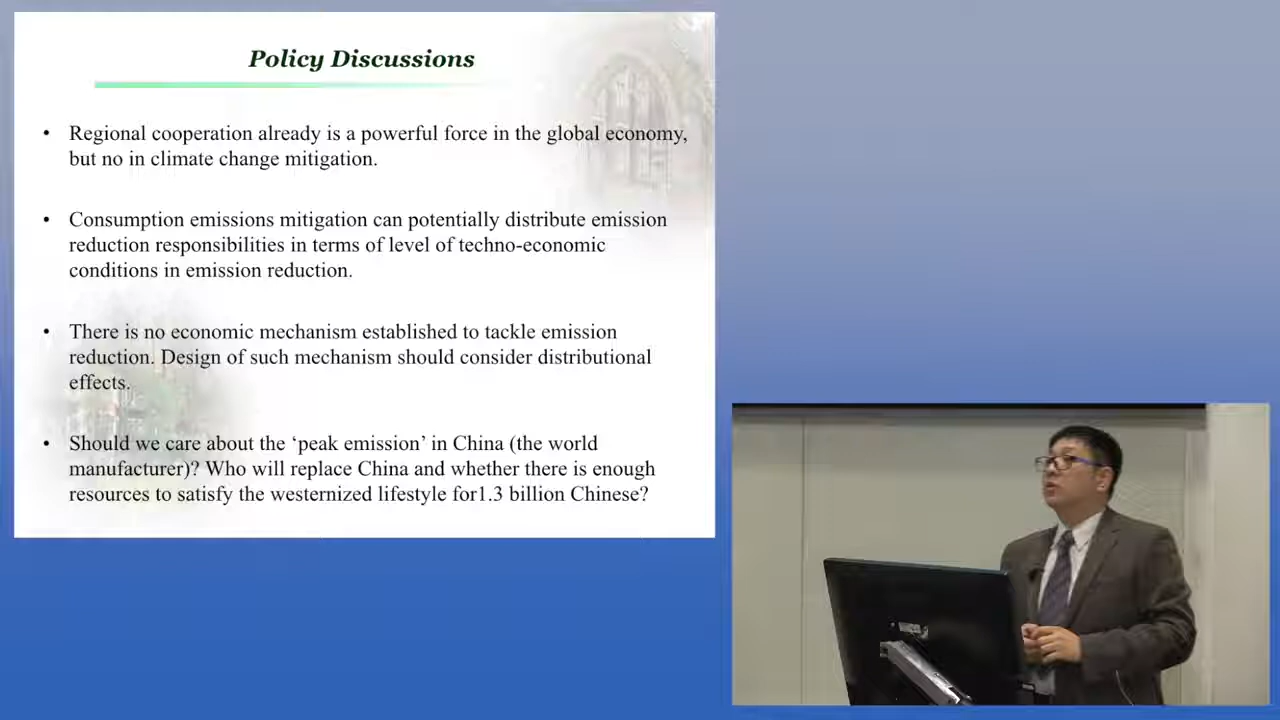 Policy Discussions
• Regional cooperation already is a powerful force in the global economy,
but no in climate change mitigation.
• Consumption emissions mitigation can potentially distribute emission
reduction responsibilities in terms of level of techno-economic
conditions in emission reduction.
• There is no economic mechanism established to tackle emission
reduction. Design of such mechanism should consider distributional
effects.
• Should we care about the ‘peak emission’ in China (the world
manufacturer)? Who will replace China and whether there is enough
resources to satisfy the westernized lifestyle for1.3 billion Chinese?